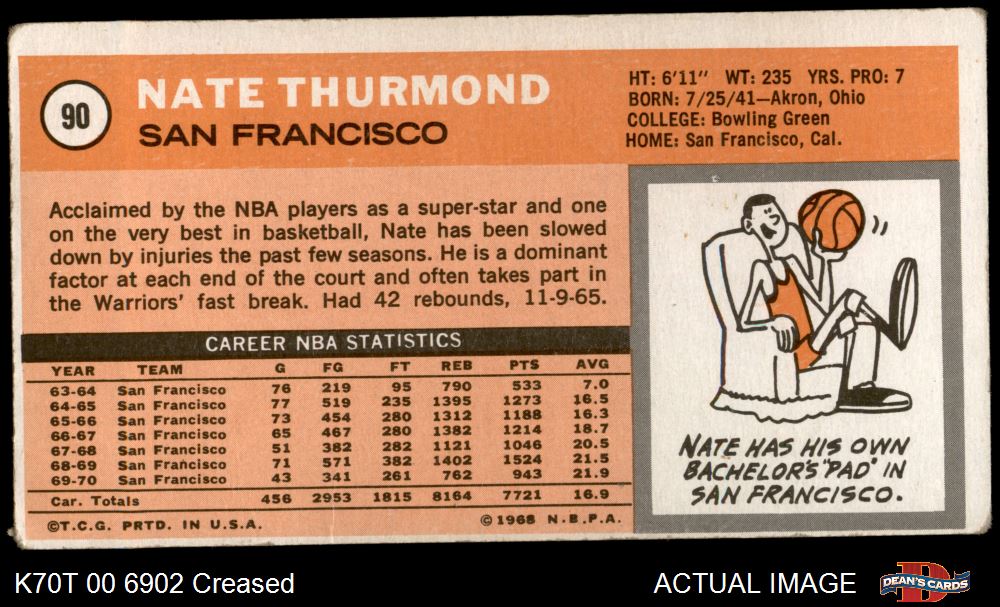 90
NATE THURMOND
SAN FRANCISCO
HT: 6'11" WT: 235 YRS. PRO: 7
BORN: 7/25/41—Akron, Ohio
COLLEGE: Bowling Green
HOME: San Francisco, Cal.
Acclaimed by the NBA players as a super-star and one
on the very best in basketball, Nate has been slowed
down by injuries the past few seasons. He is a dominant
factor at each end of the court and often takes part in
the Warriors' fast break. Had 42 rebounds, 11-9-65.
CAREER NBA STATISTICS
YEAR TEAM G FG FT REB PTS AVG
63-64 San Francisco 76 219 95 790 533 7.0
64-65 San Francisco 77 519 235 1395 1273 16.5
65-66 San Francisco 73 454 280 1312 1188 16.3
66-67 San Francisco 65 467 280 1382 1214 18.7
67-68 San Francisco 51 382 282 1121 1046 20.5
68-69 San Francisco 71 571 382 1402 1524 21.5
69-70 San Francisco 43 341 261 762 943 21.9
Car. Totals 456 2953 1815 8164 7721 16.9
©T.C.G. PRTD. IN U.S.A. ©1968 N.B.P.A.
NATE HAS HIS OWN
BACHELOR'S "PAD" IN
SAN FRANCISCO.
K70T 00 6902 Creased
ACTUAL IMAGE
D
DEAN'S CARDS